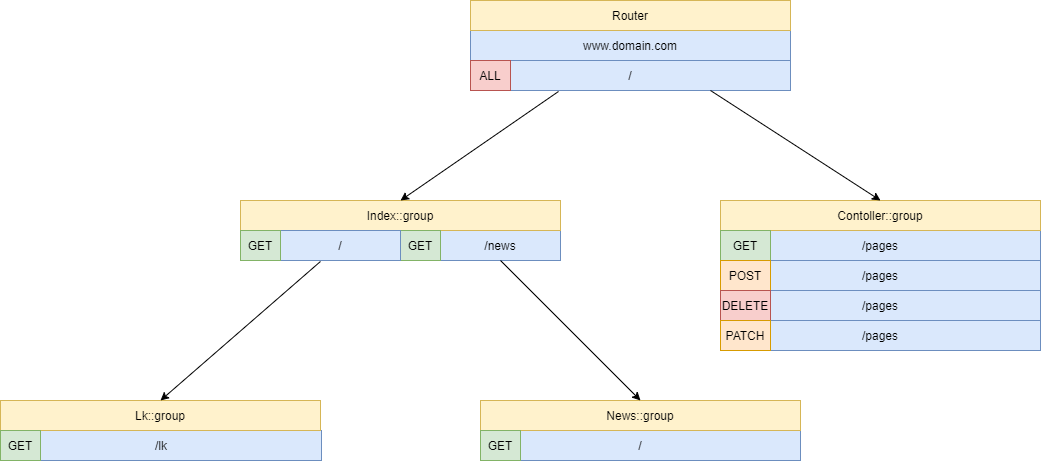 Router
www.domain.com
ALL /
Index::group
GET / GET /news
Contoller::group
GET /pages
POST /pages
DELETE /pages
PATCH /pages
Lk::group
GET /lk
News::group
GET /